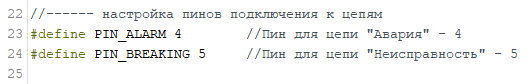 22 //------ настройка пинов подключения к цепям
23 #define PIN_ALARM 4 //Пин для цепи "Авария" - 4
24 #define PIN_BREAKING 5 //Пин для цепи "Неисправность" - 5
25